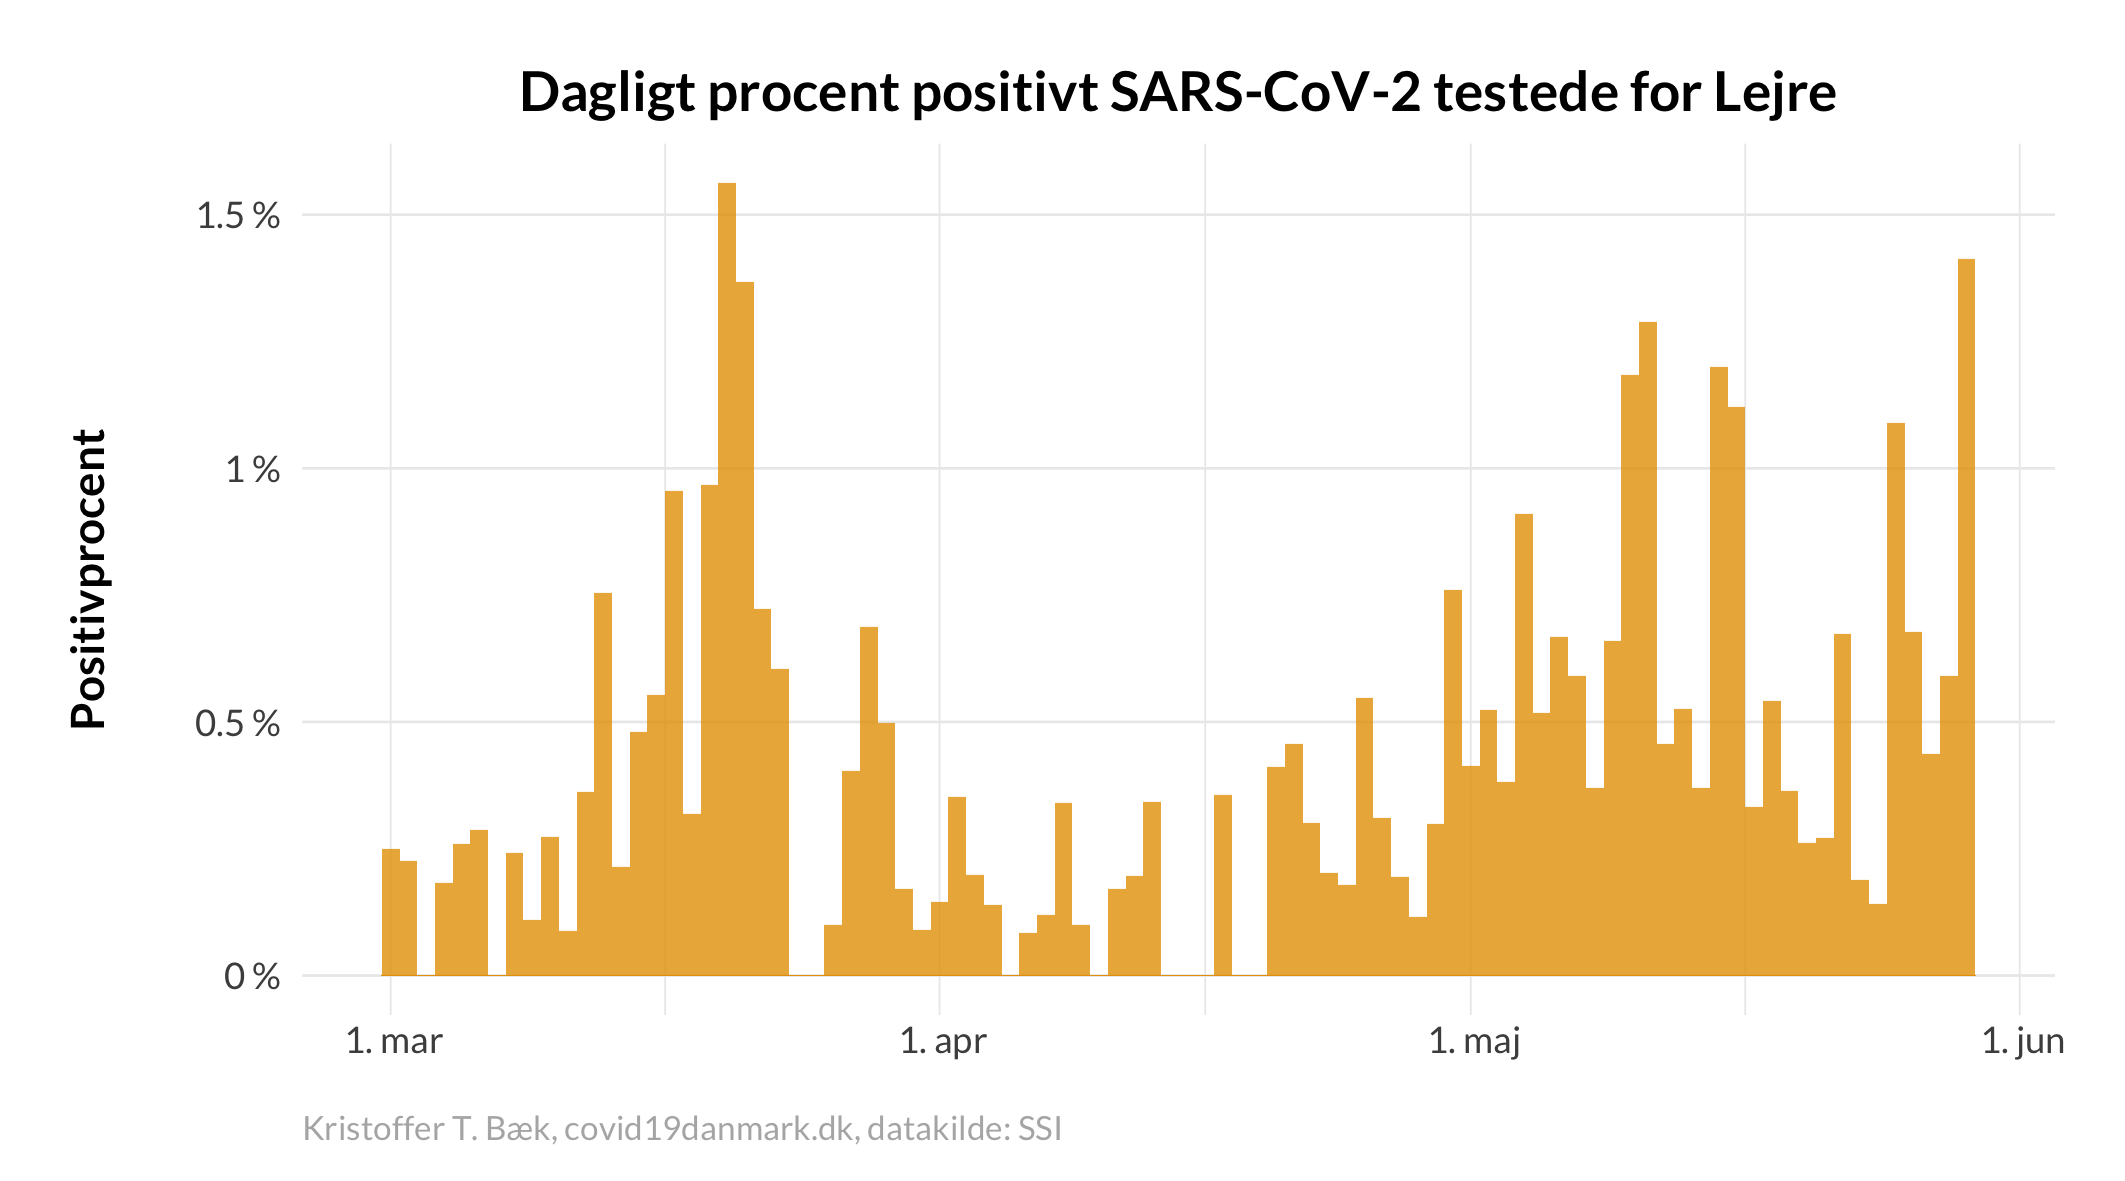 Dagligt procent positivt SARS-CoV-2 testede for Lejre
Positivprocent
1.5 %
1 %
0.5 %
0 %
1. mar
1. apr
1. maj
1. jun
Kristoffer T. Bæk, covid19danmark.dk, datakilde: SSI